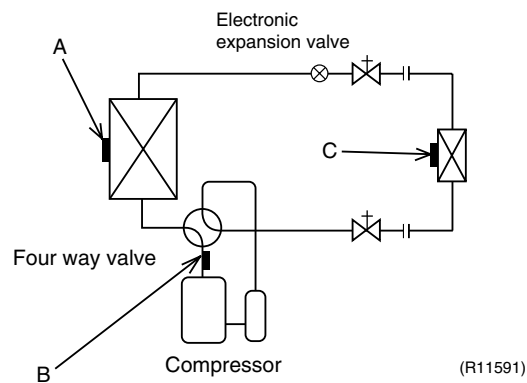 Electronic
expansion valve
A
C
Four way valve
B
Compressor
(R11591)